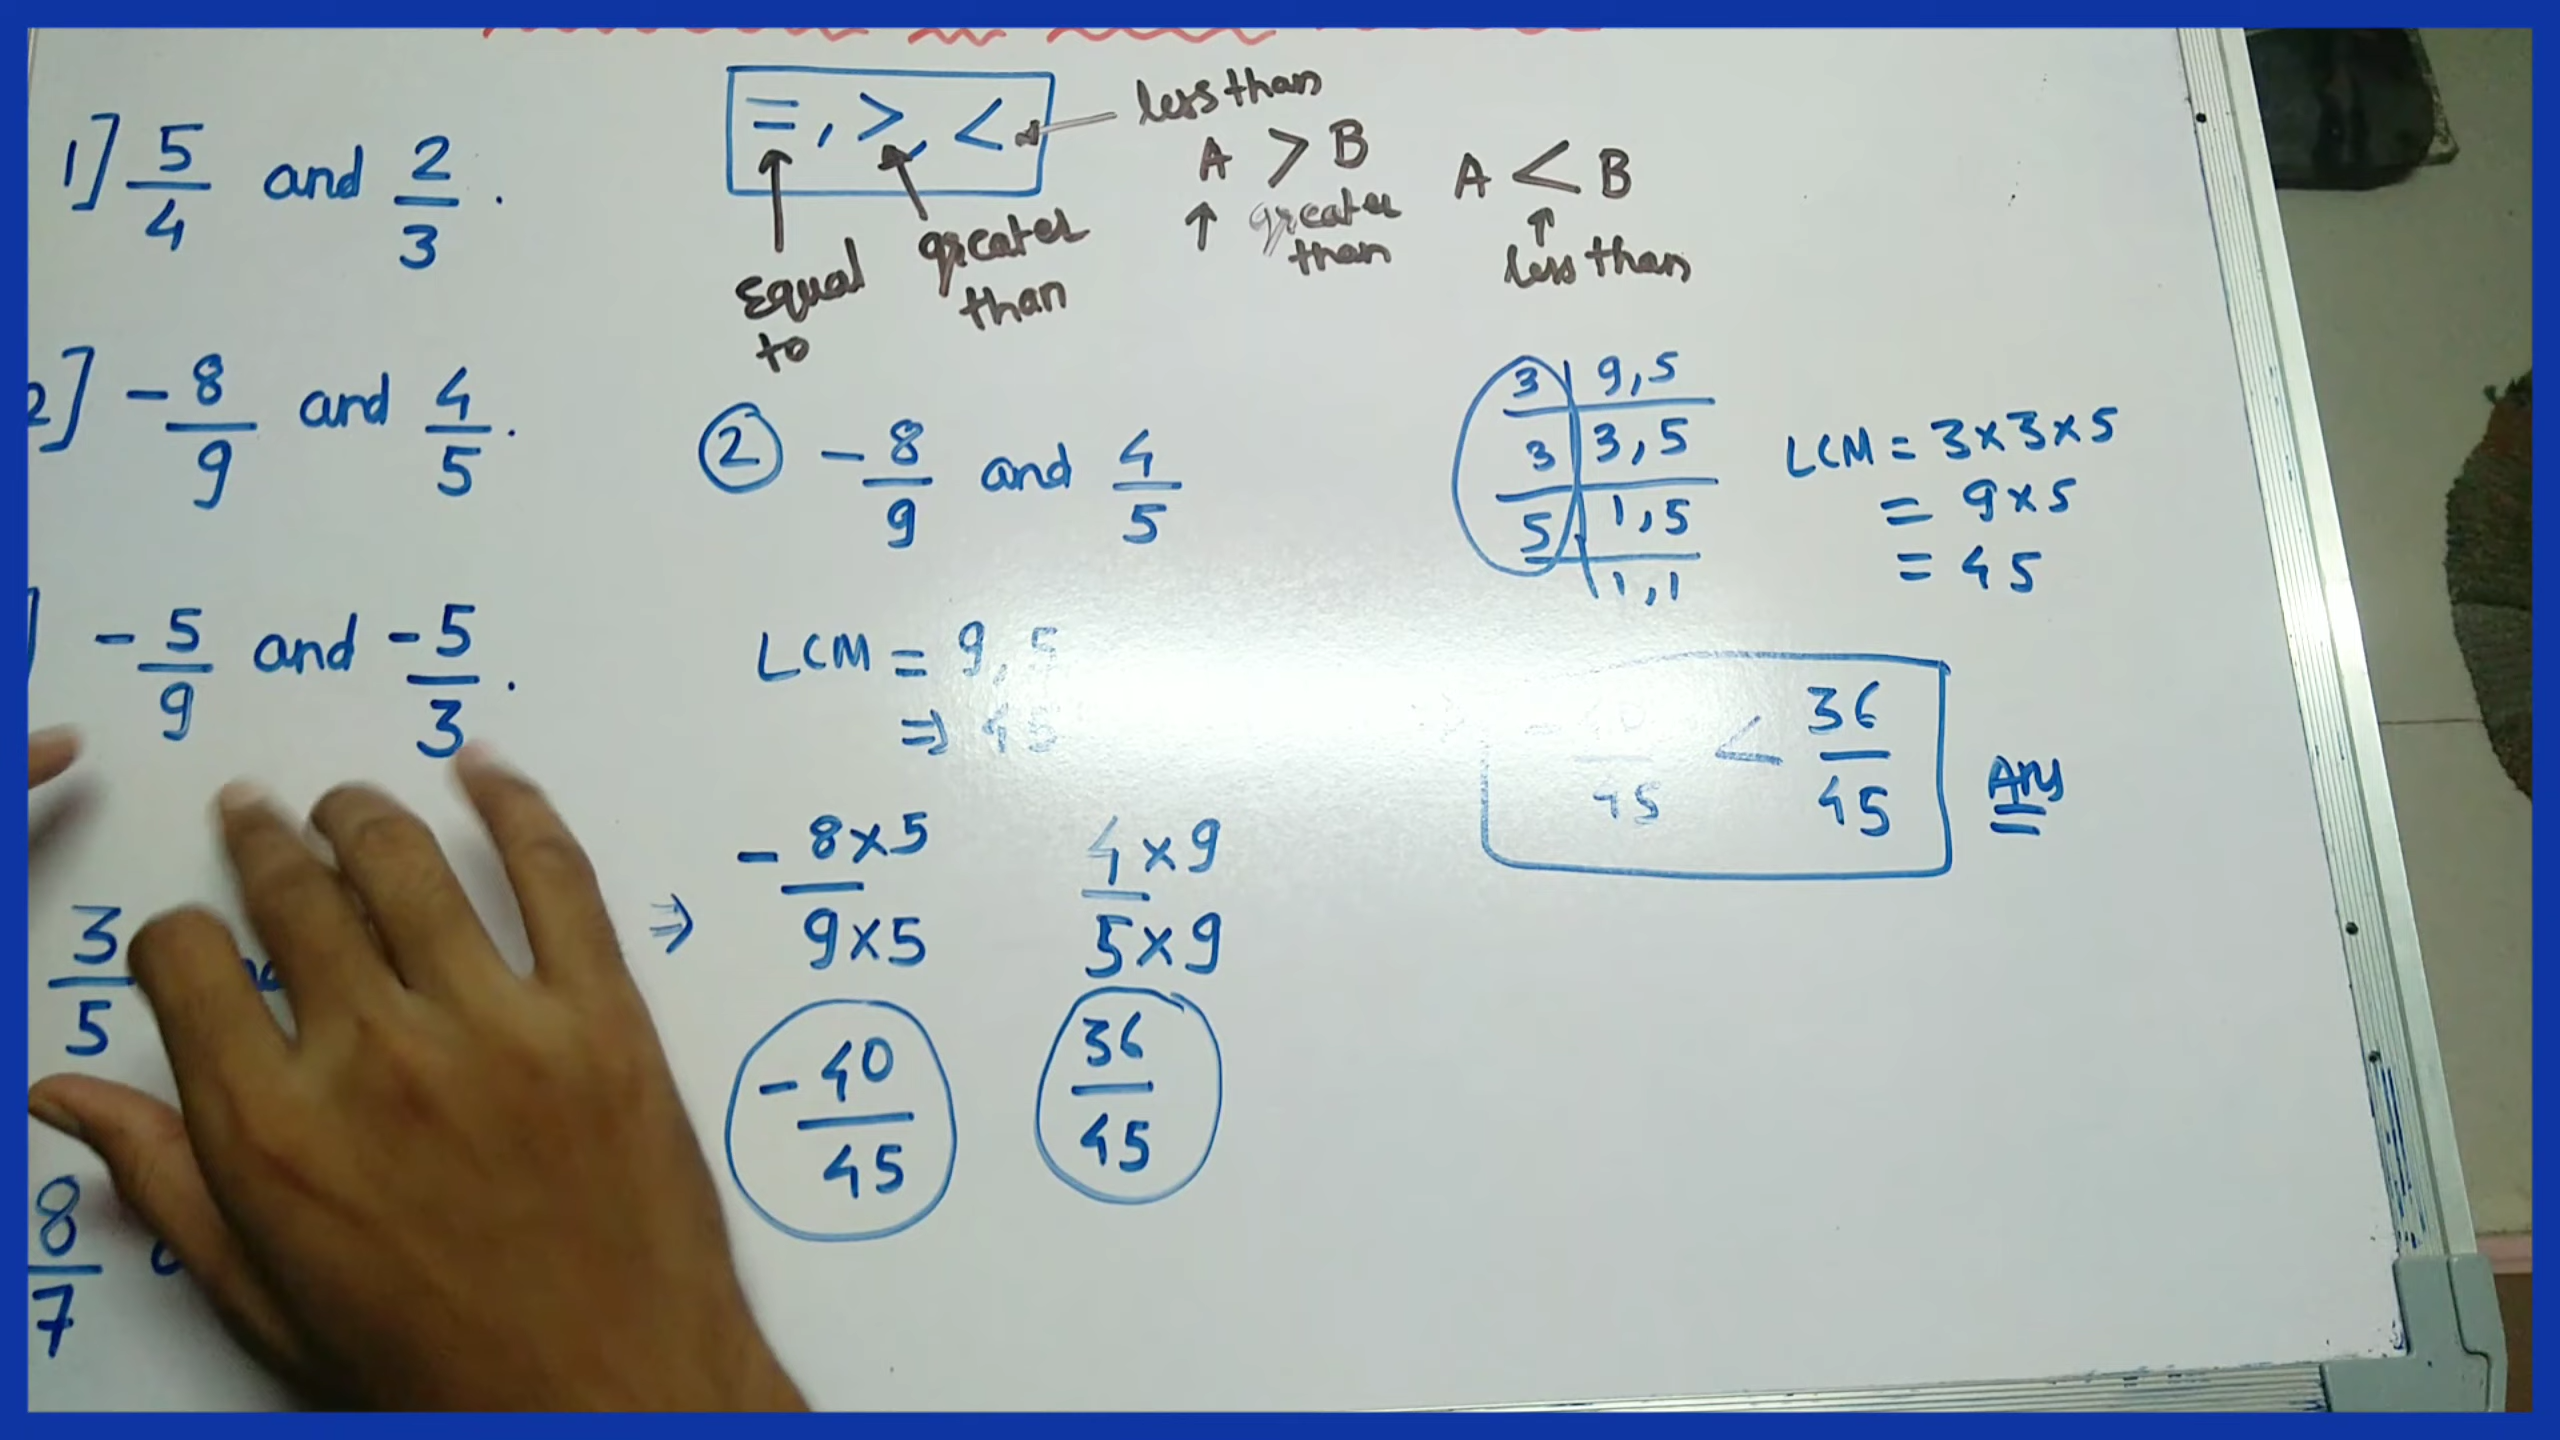 1] 5/4 and 2/3.
2] -8/9 and 4/5.
] -5/9 and -5/3.
3/5
8/7
=, >, <
less than
Equal to
greater than
A > B
greater than
A < B
less than
② -8/9 and 4/5
3 | 9,5
3 | 3,5
5 | 1,5
1,1
LCM = 3×3×5
= 9×5
= 45
LCM = 9,5
⇒ 45
⇒ -8×5/9×5 4×9/5×9
-40/45 36/45
-40/45 < 36/45 Ans